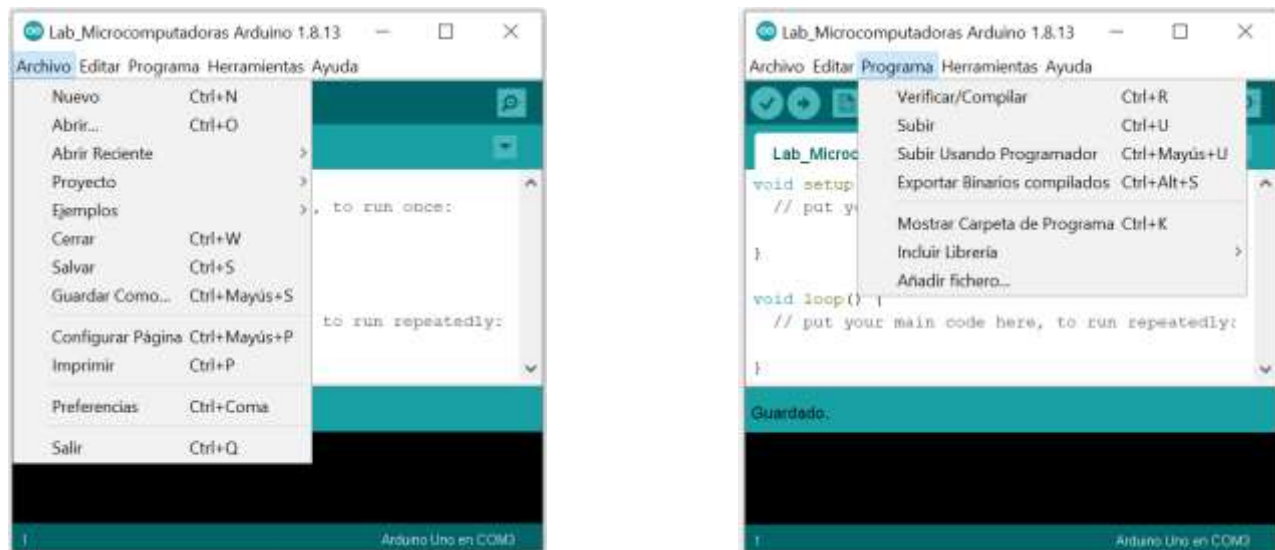 Lab_Microcomputadoras Arduino 1.8.13
Archivo Editar Programa Herramientas Ayuda
Nuevo Ctrl+N
Abrir... Ctrl+O
Abrir Reciente
Proyecto
Ejemplos
, to run once:
Cerrar Ctrl+W
Salvar Ctrl+S
Guardar Como... Ctrl+Mayús+S
to run repeatedly:
Configurar Página Ctrl+Mayús+P
Imprimir Ctrl+P
Preferencias Ctrl+Coma
Salir Ctrl+Q
1 Arduino Uno en COM3
Lab_Microcomputadoras Arduino 1.8.13
Archivo Editar Programa Herramientas Ayuda
Verificar/Compilar Ctrl+R
Subir Ctrl+U
Lab_Microc
Subir Usando Programador Ctrl+Mayús+U
void setup
Exportar Binarios compilados Ctrl+Alt+S
// put yo
Mostrar Carpeta de Programa Ctrl+K
}
Incluir Librería
Añadir fichero...
void loop() {
// put your main code here, to run repeatedly:
}
Guardado.
1 Arduino Uno en COM3